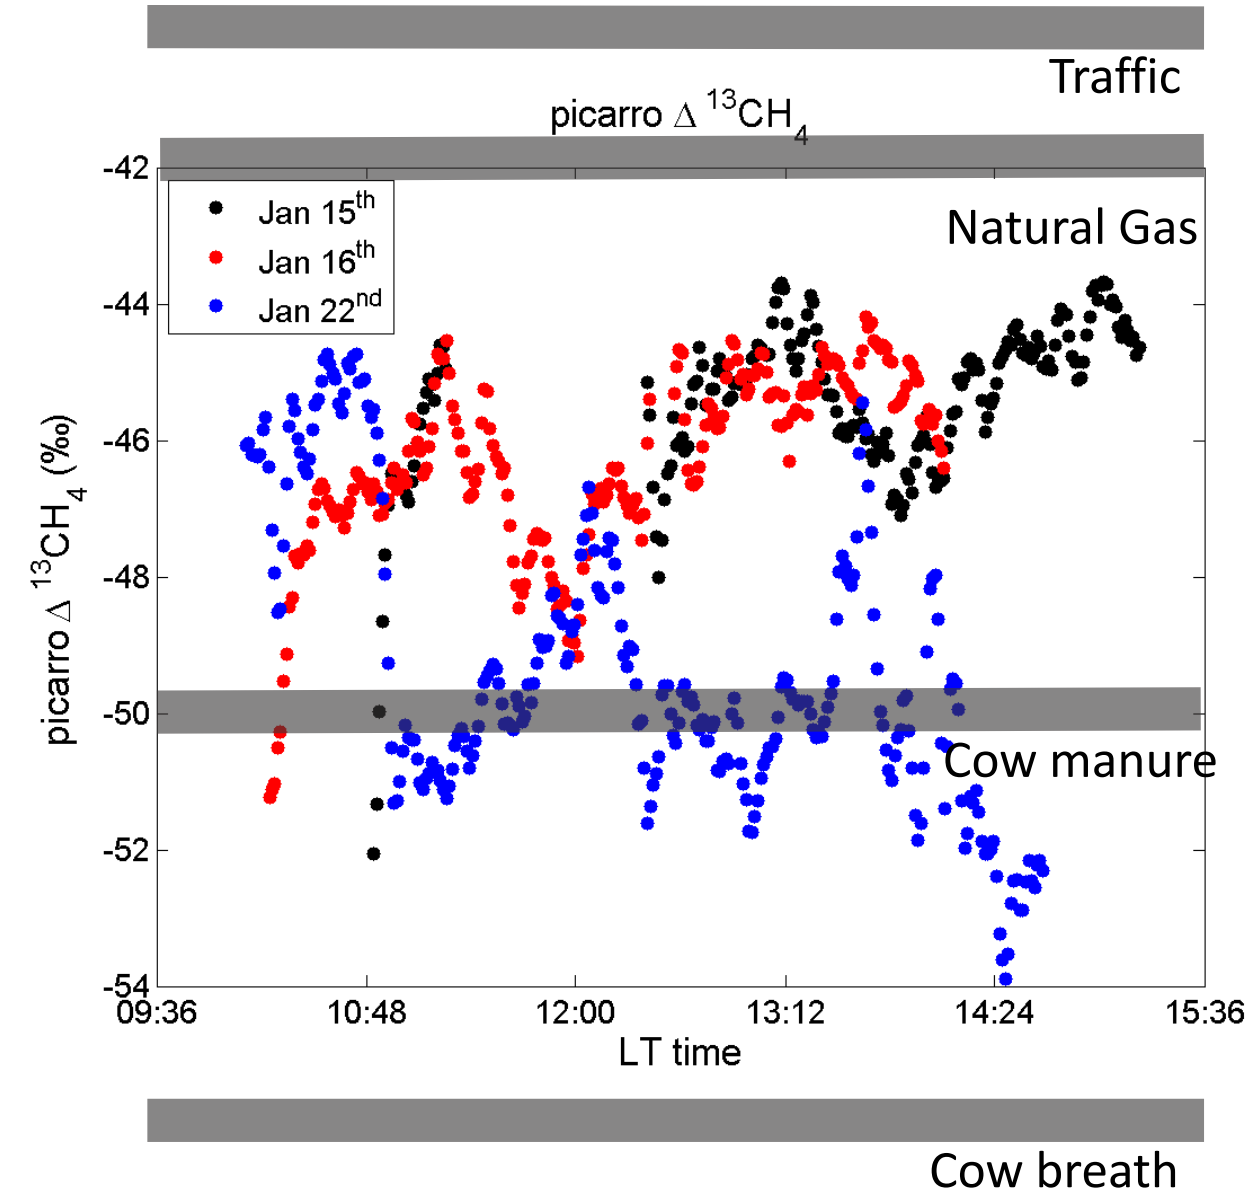 Traffic
picarro Δ ¹³CH₄
-42
Jan 15ᵗʰ
Jan 16ᵗʰ
Jan 22ⁿᵈ
Natural Gas
-44
-46
-48
-50
-52
-54
picarro Δ ¹³CH₄ (‰)
Cow manure
09:36 10:48 12:00 13:12 14:24 15:36
LT time
Cow breath